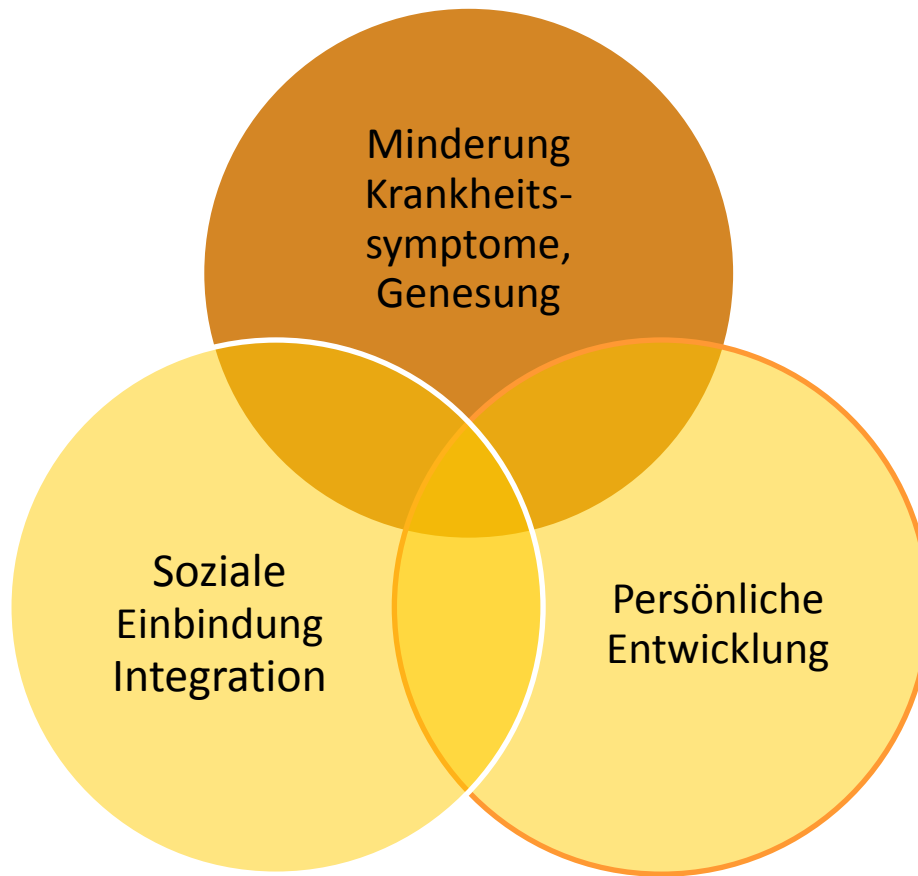 Minderung
Krankheits-
symptome,
Genesung
Soziale
Einbindung
Integration
Persönliche
Entwicklung